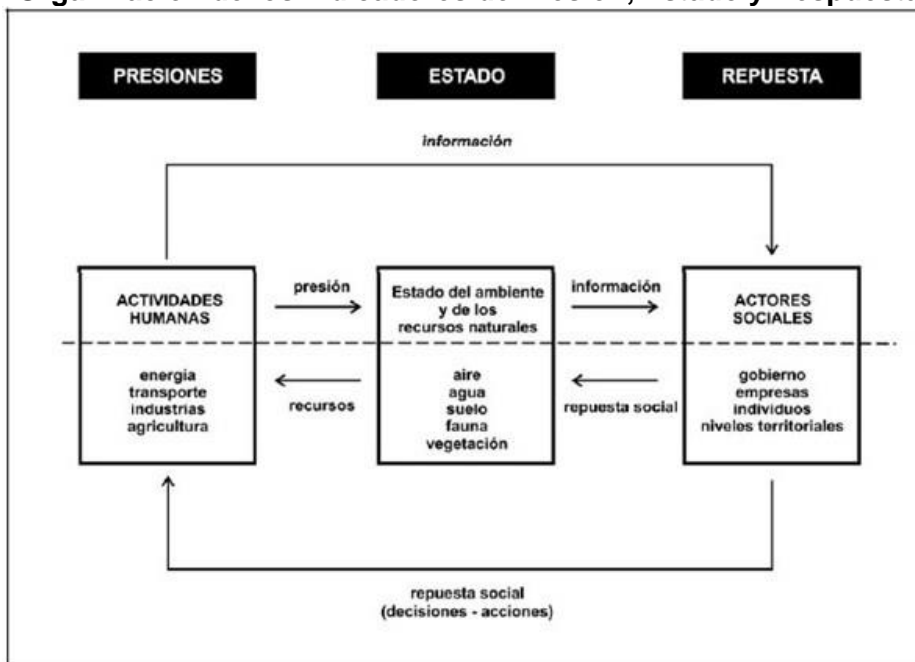 PRESIONES
ESTADO
REPUESTA
información
ACTIVIDADES
HUMANAS
presión
Estado del ambiente
y de los
recursos naturales
información
ACTORES
SOCIALES
energia
transporte
industrias
agricultura
recursos
aire
agua
suelo
fauna
vegetación
repuesta social
gobierno
empresas
individuos
niveles territoriales
repuesta social
(decisiones - acciones)